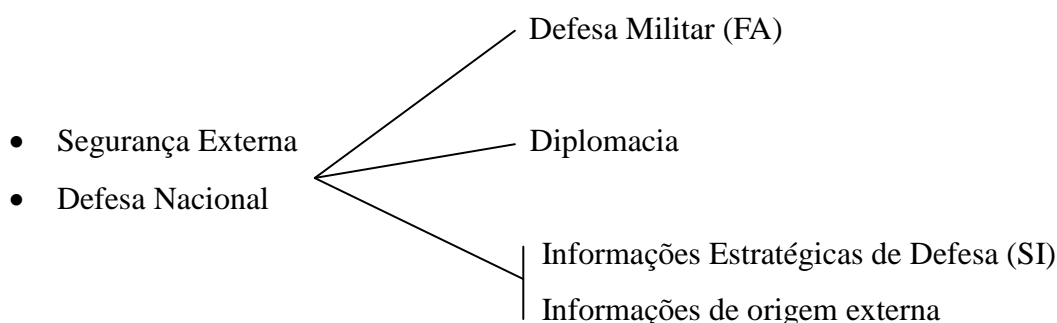 Defesa Militar (FA)
• Segurança Externa
Diplomacia
• Defesa Nacional
Informações Estratégicas de Defesa (SI)
Informações de origem externa